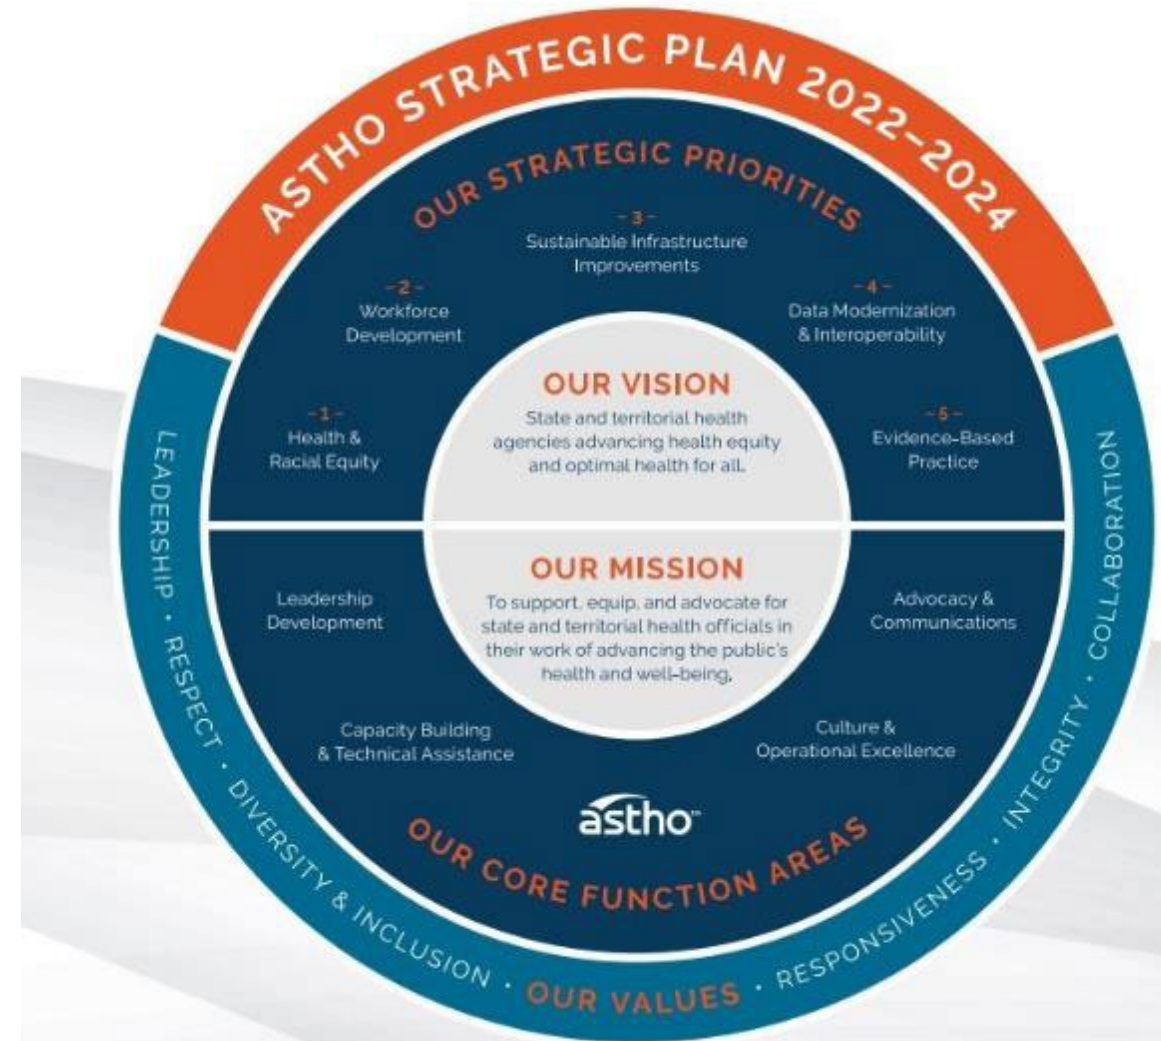 ASTHO STRATEGIC PLAN 2022-2024
OUR STRATEGIC PRIORITIES
-1-
Health &
Racial Equity
-2-
Workforce
Development
-3-
Sustainable Infrastructure
Improvements
-4-
Data Modernization
& Interoperability
-5-
Evidence-Based
Practice
OUR VISION
State and territorial health
agencies advancing health equity
and optimal health for all.
OUR MISSION
To support, equip, and advocate for
state and territorial health officials in
their work of advancing the public's
health and well-being.
Leadership
Development
Capacity Building
& Technical Assistance
Culture &
Operational Excellence
Advocacy &
Communications
astho™
OUR CORE FUNCTION AREAS
LEADERSHIP • RESPECT • DIVERSITY & INCLUSION • OUR VALUES • RESPONSIVENESS • INTEGRITY • COLLABORATION